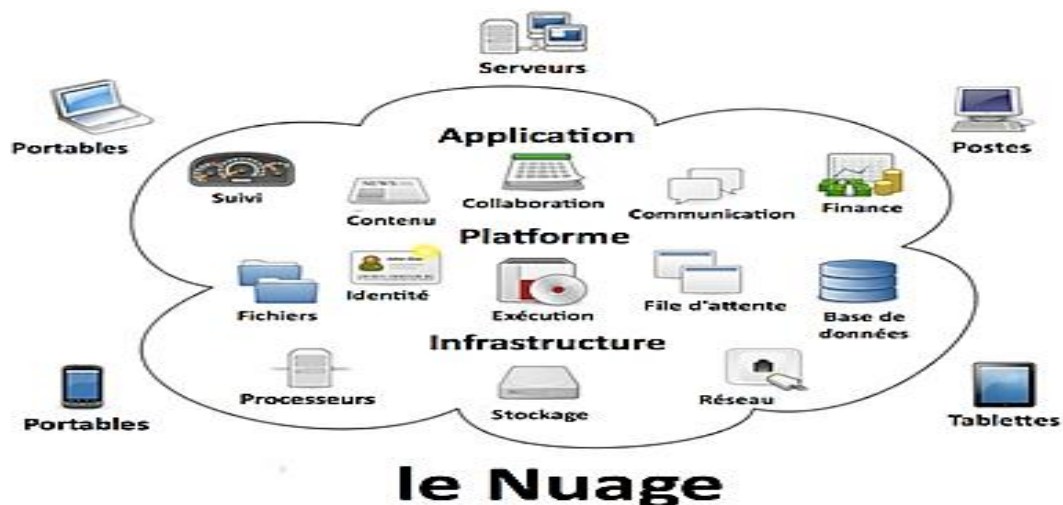 Serveurs
Portables
Postes
Application
Suivi
NEWS
Contenu
Collaboration
Communication
Finance
Platforme
Identité
Fichiers
Exécution
File d'attente
Base de
données
Infrastructure
Processeurs
Stockage
Réseau
Portables
Tablettes
le Nuage